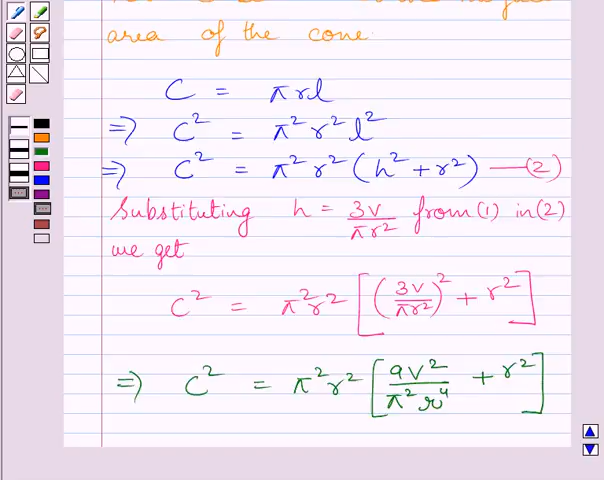 area of the cone
C = πrl
⇒ C² = π²r²l²
⇒ C² = π²r²(h²+r²) —(2)
Substituting h = 3v/πr² from (1) in (2)
we get
C² = π²r² [(3v/πr²)² + r²]
⇒ C² = π²r² [9v²/π²r⁴ + r²]